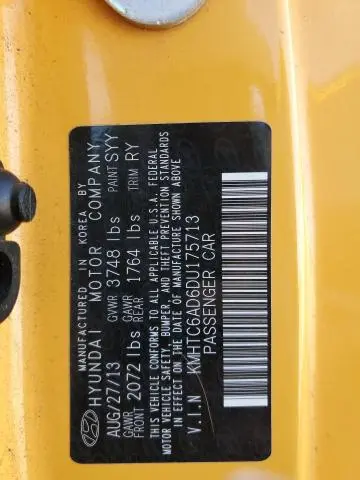 MANUFACTURED IN KOREA BY
HYUNDAI MOTOR COMPANY
AUG/27/13 GVWR 3748 lbs PAINT SYY
GAWR FRONT 2072 lbs GAWR REAR 1764 lbs TRIM RY
THIS VEHICLE CONFORMS TO ALL APPLICABLE U.S.A. FEDERAL
MOTOR VEHICLE SAFETY, BUMPER, AND THEFT PREVENTION STANDARDS
IN EFFECT ON THE DATE OF MANUFACTURE SHOWN ABOVE
V.I.N KMHTC6AD6DU175713
PASSENGER CAR